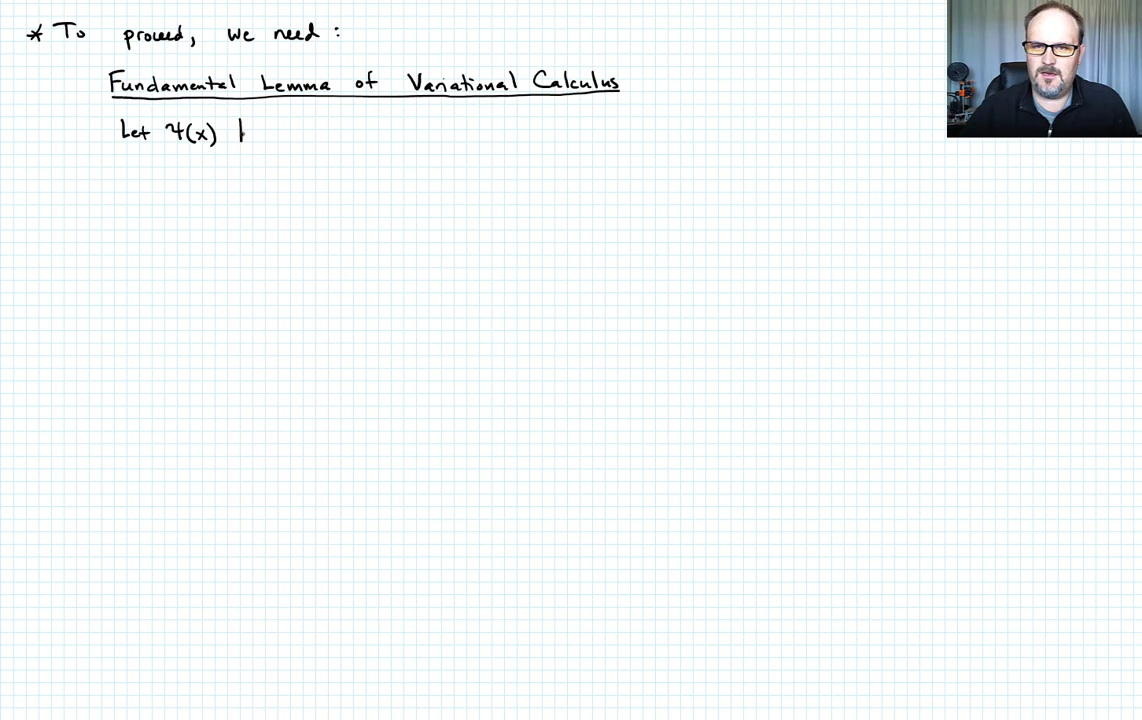 * To proceed, we need:
Fundamental Lemma of Variational Calculus
Let Ψ(x)